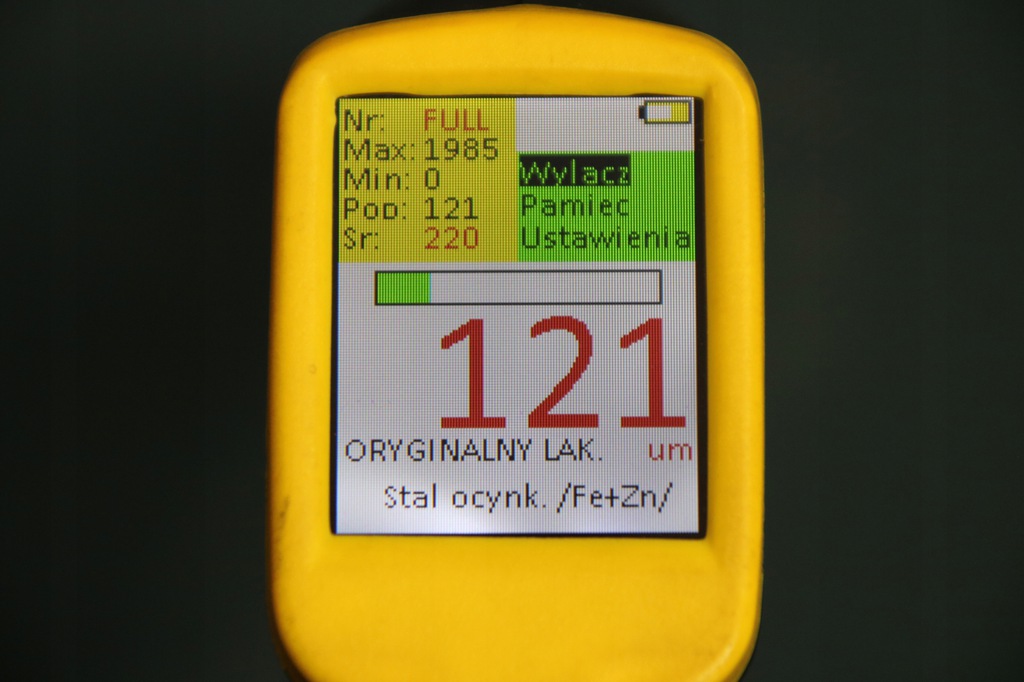 Nr: FULL
Max: 1985
Min: 0
Pop: 121
Sr: 220
Wylacz
Pamiec
Ustawienia
121
ORYGINALNY LAK. um
Stal ocynk. /Fe+Zn/